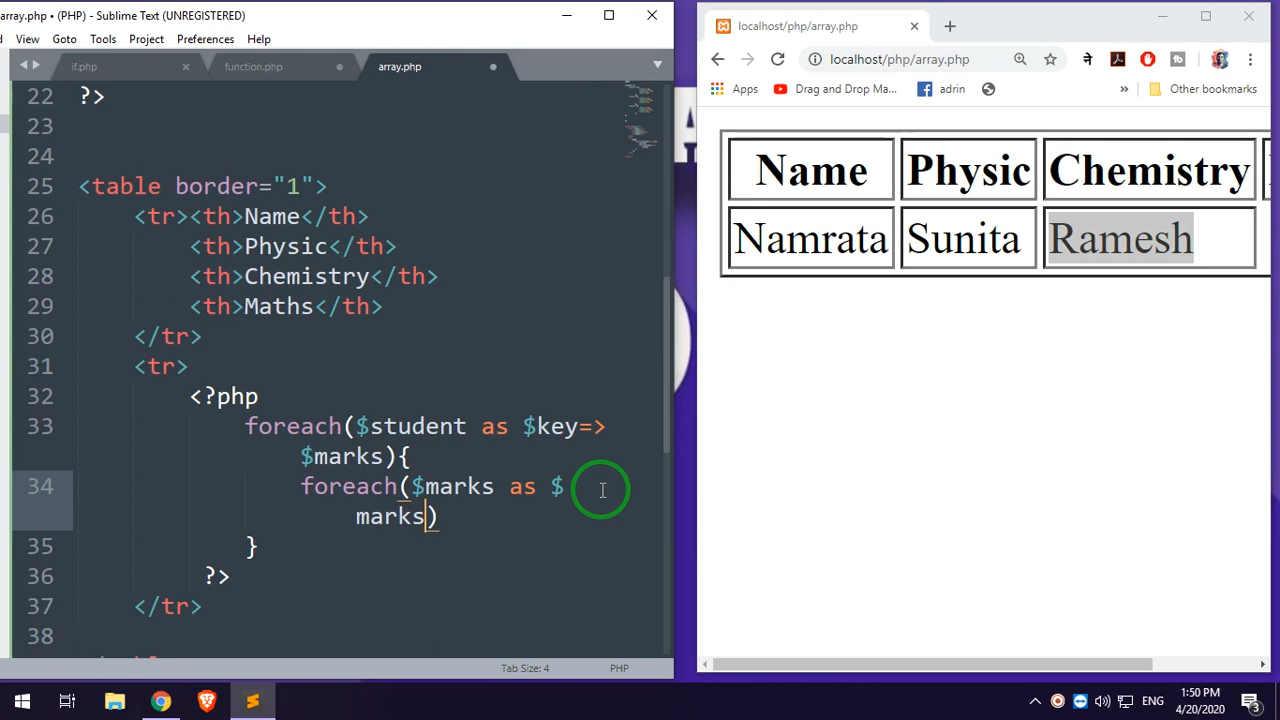 array.php • (PHP) - Sublime Text (UNREGISTERED)
View Goto Tools Project Preferences Help
if.php
function.php
array.php
22 ?>
23
24
25 <table border="1">
26 <tr><th>Name</th>
27 <th>Physic</th>
28 <th>Chemistry</th>
29 <th>Maths</th>
30 </tr>
31 <tr>
32 <?php
33 foreach($student as $key=>
$marks){
34 foreach($marks as $
marks)
35 }
36 ?>
37 </tr>
38
Tab Size: 4 PHP
localhost/php/array.php
localhost/php/array.php
Apps Drag and Drop Ma... adrin » Other bookmarks
Name Physic Chemistry
Namrata Sunita Ramesh
ENG
1:50 PM
4/20/2020
3